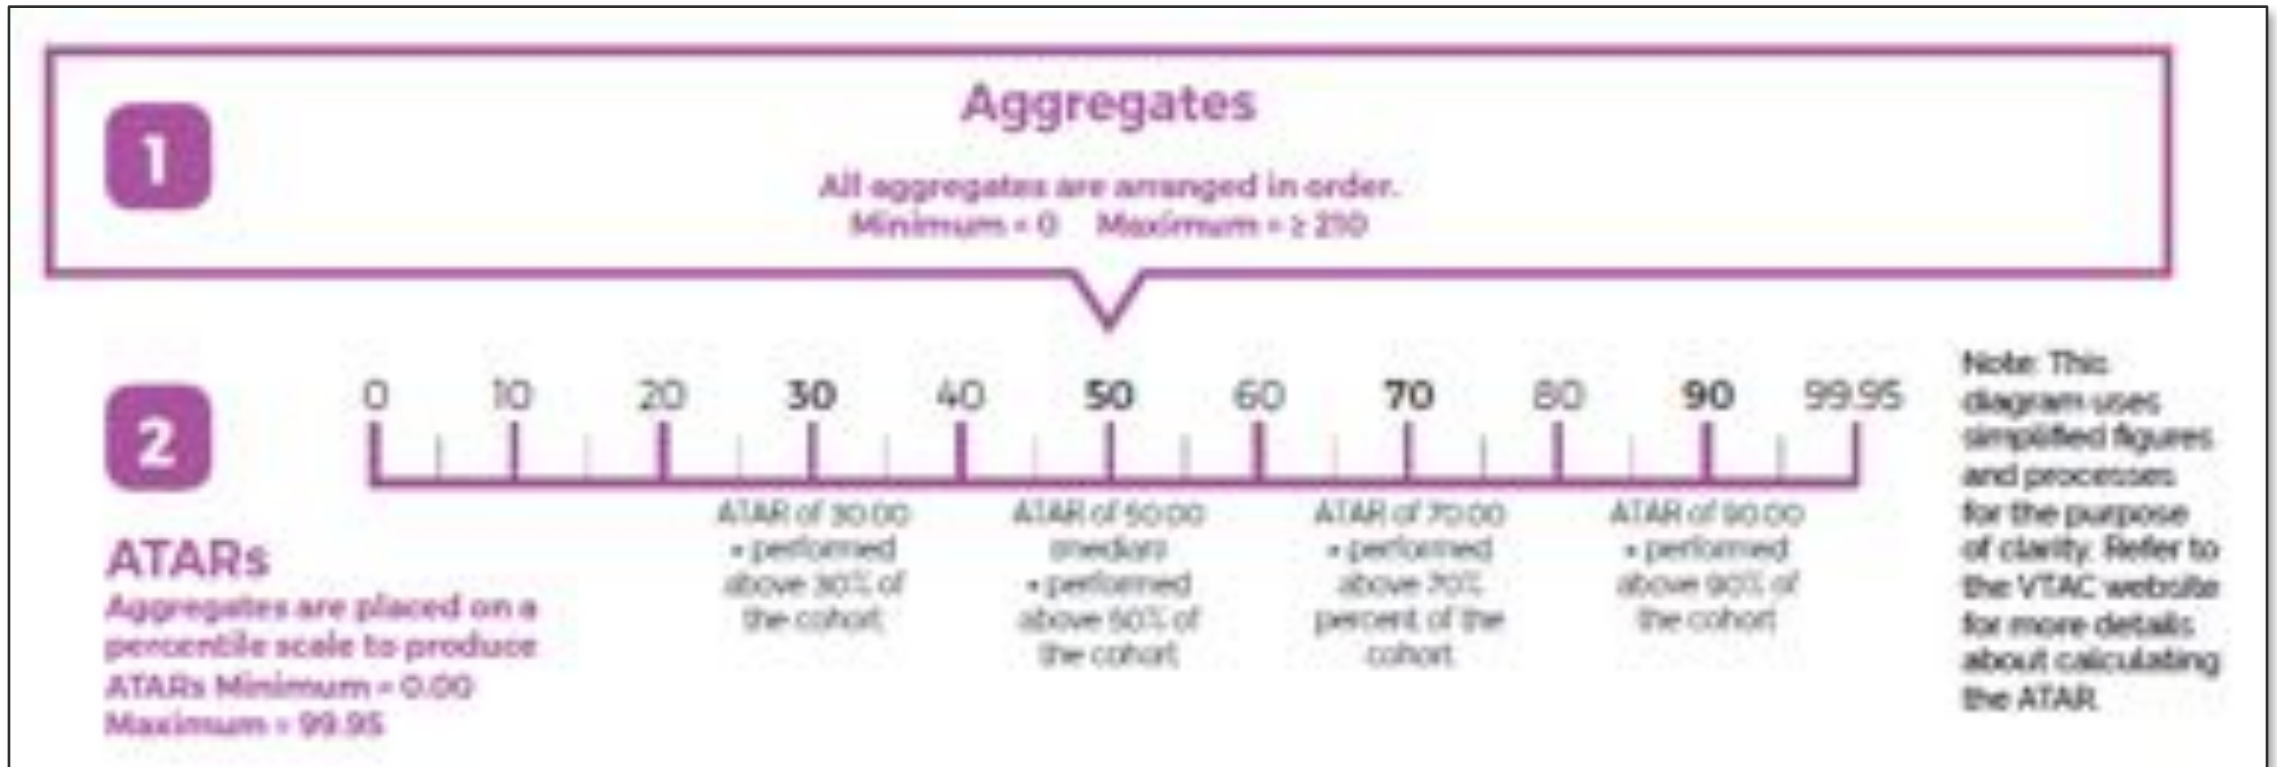 1
Aggregates
All aggregates are arranged in order.
Minimum = 0 Maximum = ≥ 210
2
0 10 20 30 40 50 60 70 80 90 99.95
ATARs
Aggregates are placed on a
percentile scale to produce
ATARs Minimum = 0.00
Maximum = 99.95
ATAR of 30.00
= performed
above 30% of
the cohort
ATAR of 50.00
(median)
= performed
above 50% of
the cohort
ATAR of 70.00
= performed
above 70%
percent of the
cohort
ATAR of 90.00
= performed
above 90% of
the cohort
Note: This
diagram uses
simplified figures
and processes
for the purpose
of clarity. Refer to
the VTAC website
for more details
about calculating
the ATAR.